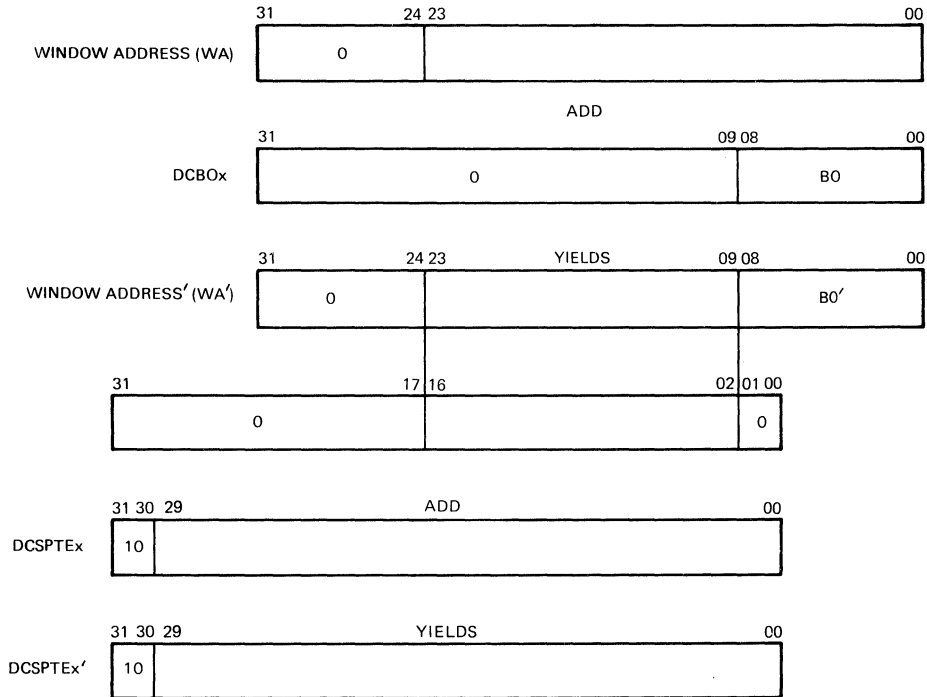 31 24 23 00
WINDOW ADDRESS (WA) 0
ADD
31 09 08 00
DCBOx 0 BO
31 24 23 YIELDS 09 08 00
WINDOW ADDRESS′ (WA′) 0 BO′
31 17 16 02 01 00
0 0
31 30 29 ADD 00
DCSPTEx 10
31 30 29 YIELDS 00
DCSPTEx′ 10